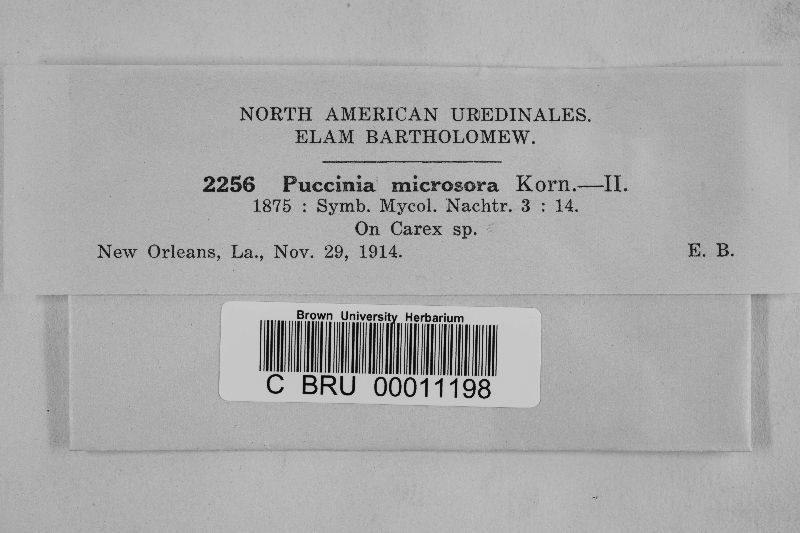 NORTH AMERICAN UREDINALES.
ELAM BARTHOLOMEW.
2256 Puccinia microsora Korn.—II.
1875 : Symb. Mycol. Nachtr. 3 : 14.
On Carex sp.
New Orleans, La., Nov. 29, 1914. E. B.
Brown University Herbarium
C BRU 00011198